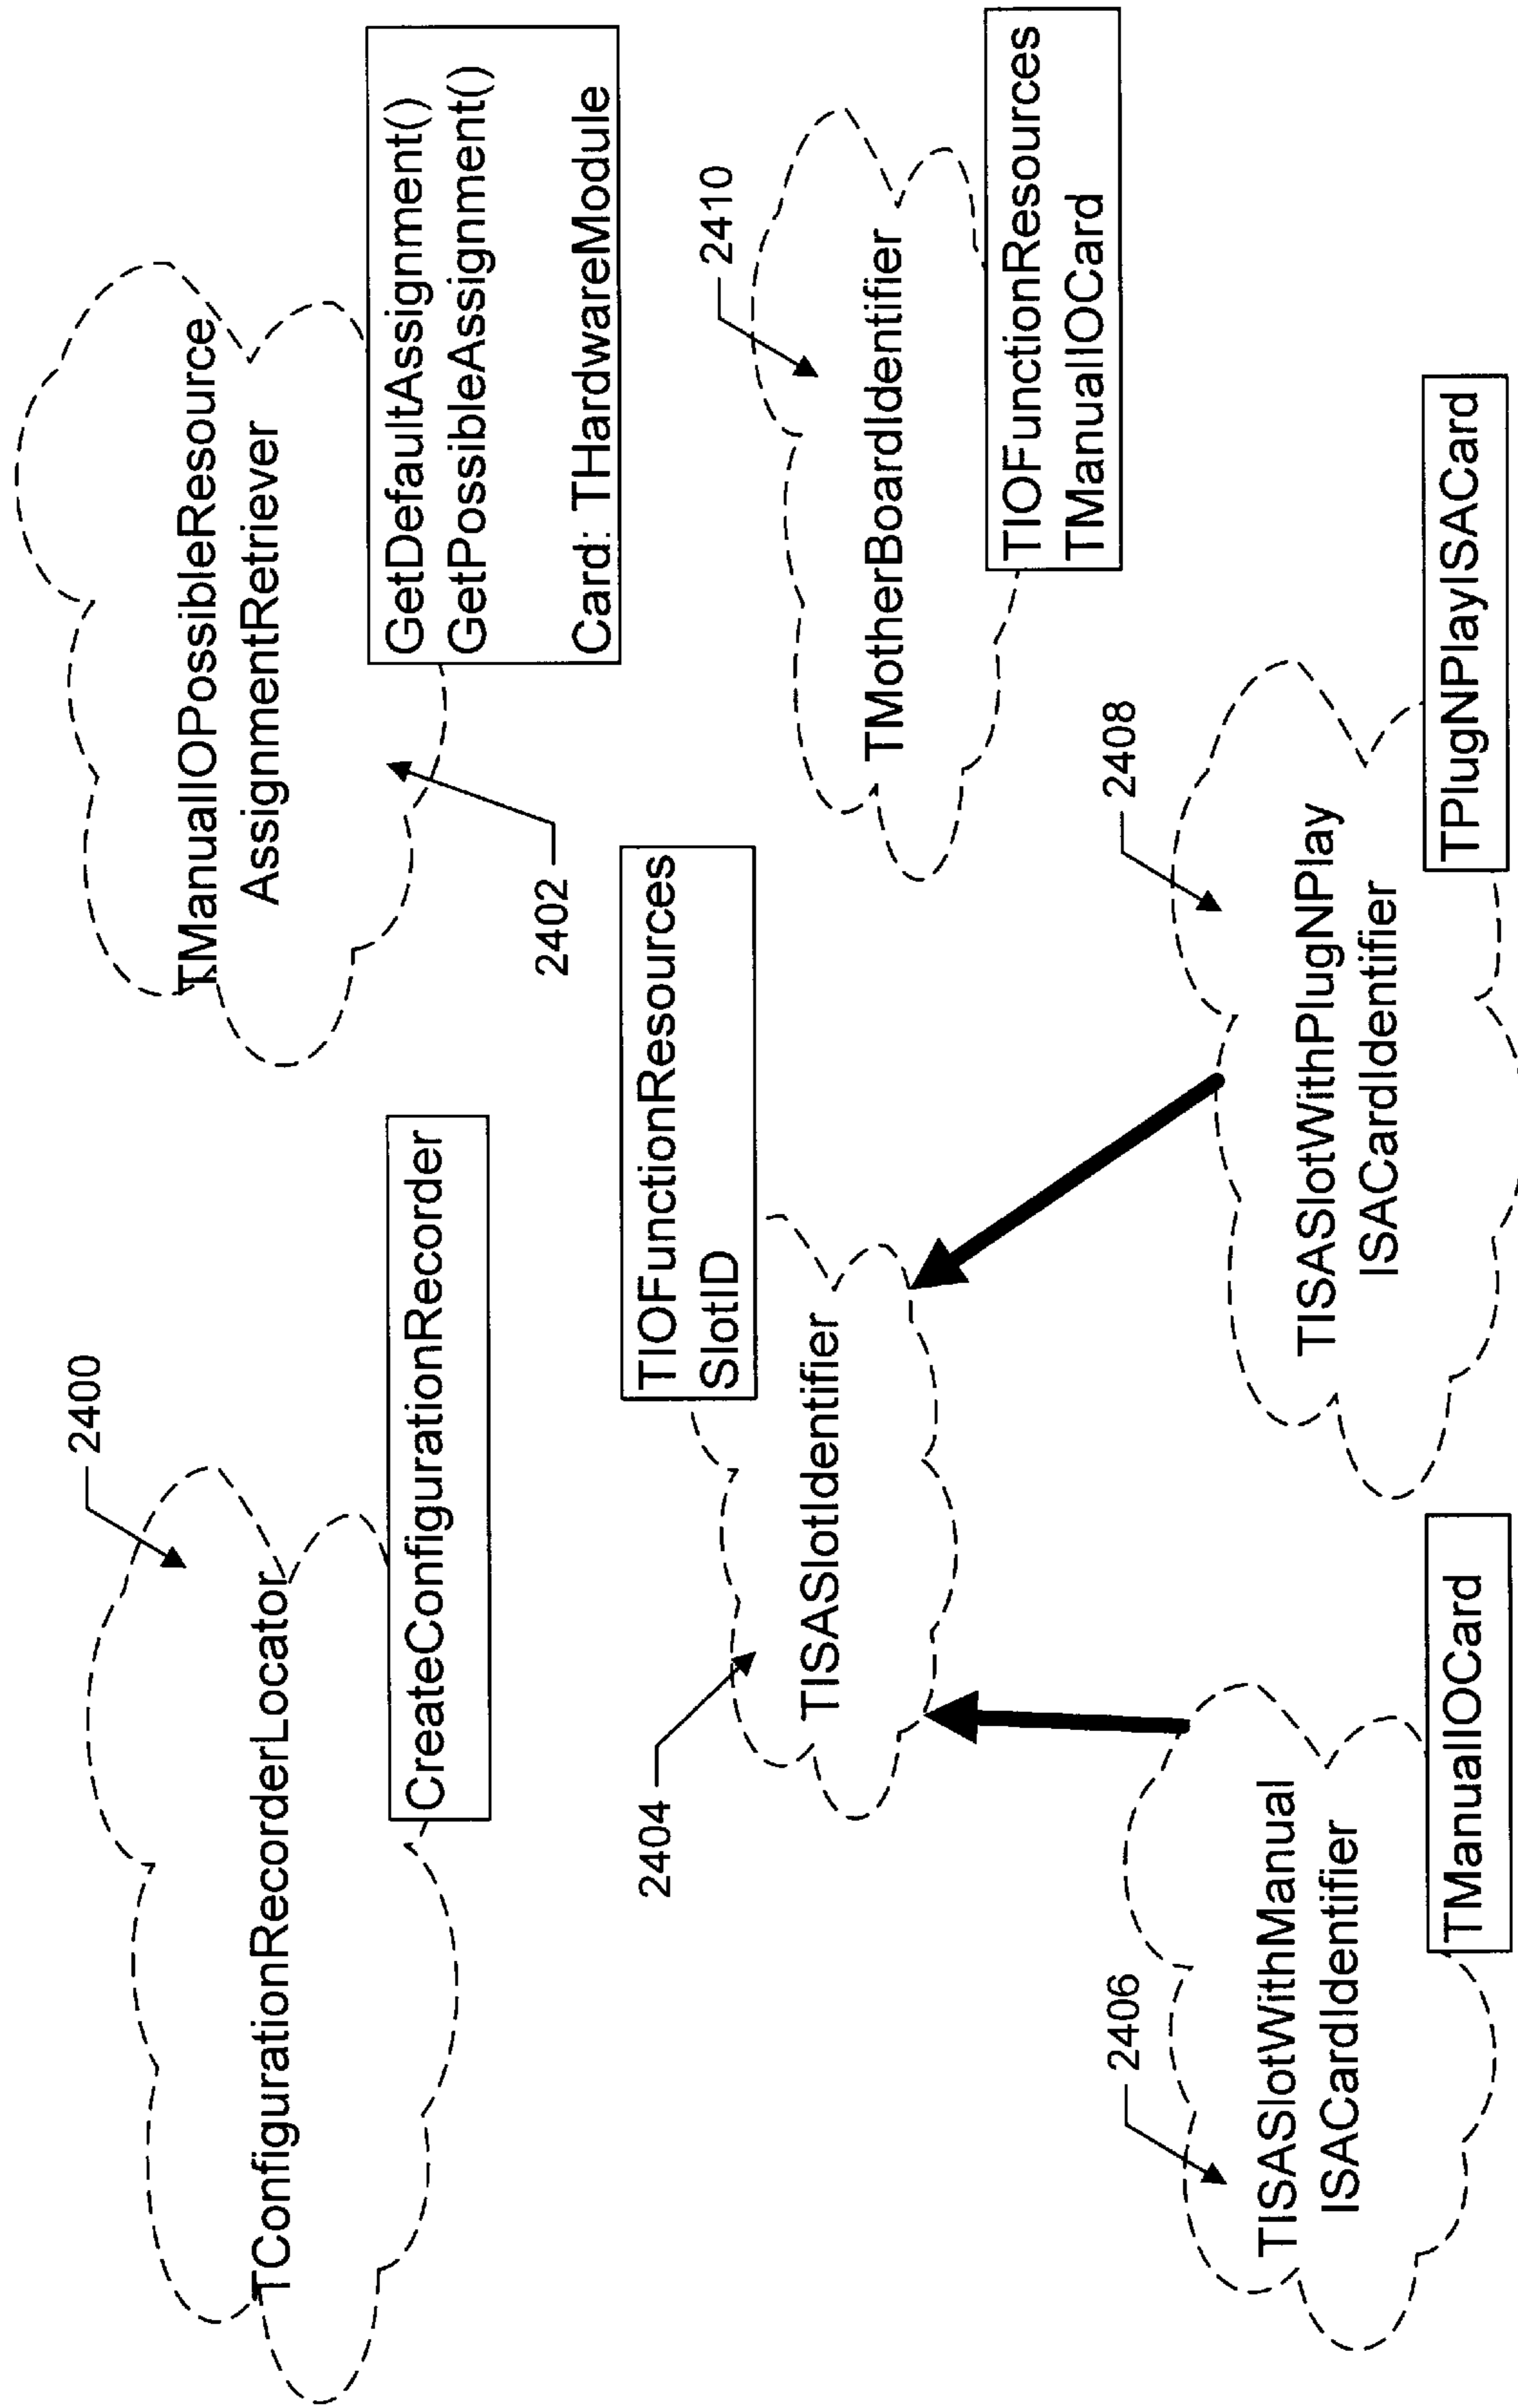 2400
TConfigurationRecorderLocator
CreateConfigurationRecorder
TManualIOPossibleResource
AssignmentRetriever
GetDefaultAssignment()
GetPossibleAssignment()
Card: THardwareModule
2402
2404
TISASlotIdentifier
TIOFunctionResources
SlotID
2410
TMotherBoardIdentifier
TIOFunctionResources
TManualIOCard
2406
TISASlotWithManual
ISACardIdentifier
TManualIOCard
2408
TISASlotWithPlugNPlay
ISACardIdentifier
TPlugNPlayISACard